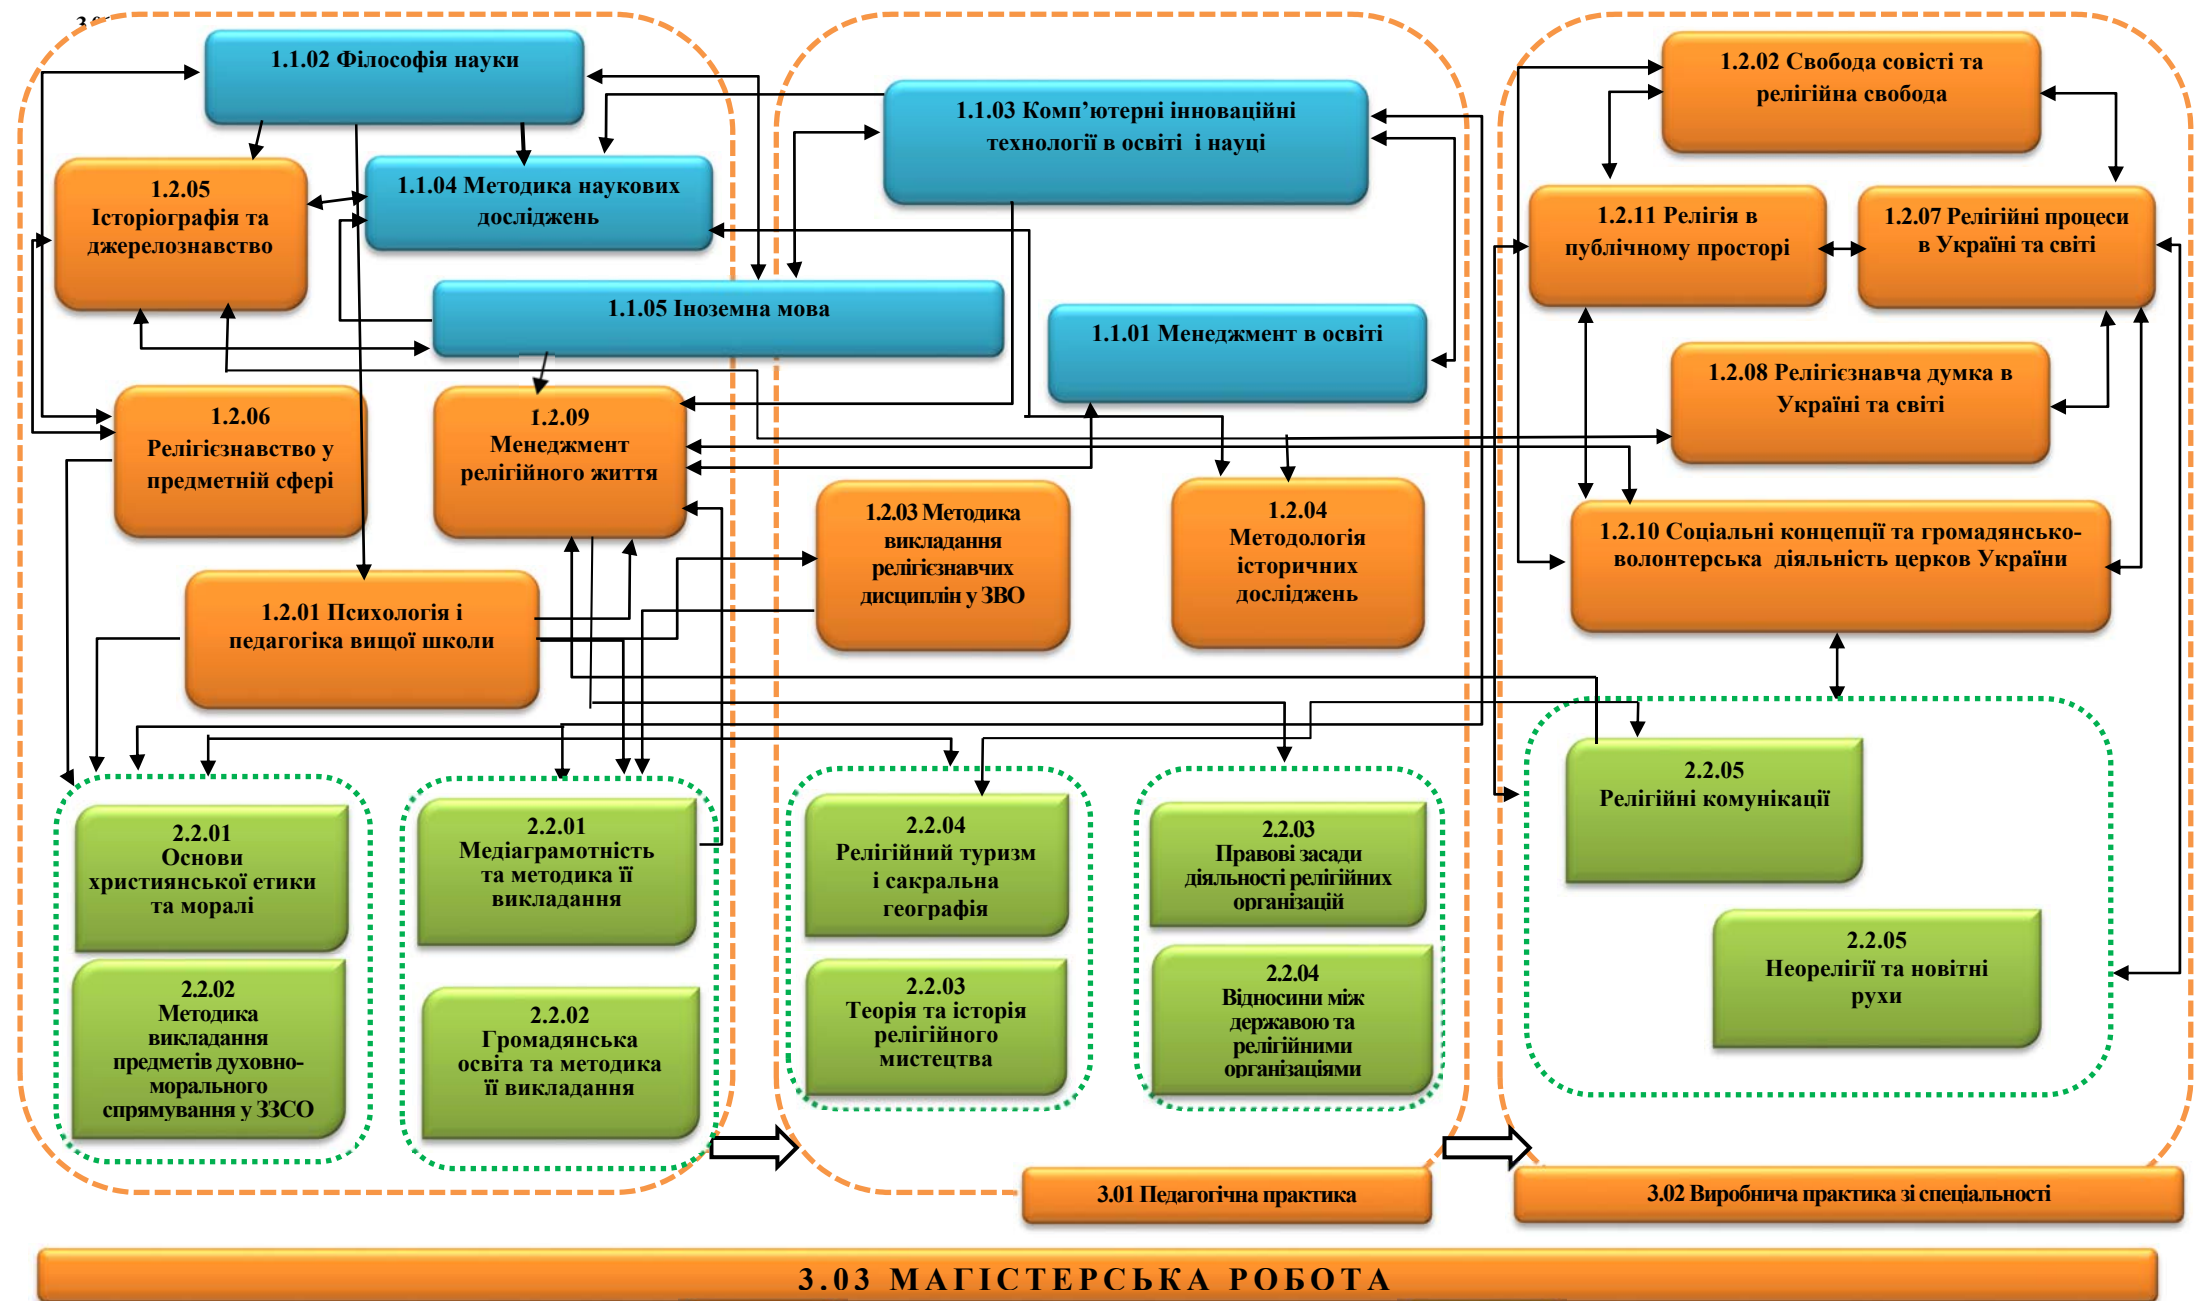 1.1.02 Філософія науки
1.2.05
Історіографія та
джерелознавство
1.1.04 Методика наукових
досліджень
1.1.05 Іноземна мова
1.2.06
Релігієзнавство у
предметній сфері
1.2.09
Менеджмент
релігійного життя
1.2.01 Психологія і
педагогіка вищої школи
2.2.01
Основи
християнської етики
та моралі
2.2.02
Методика
викладання
предметів духовно-
морального
спрямування у ЗЗСО
2.2.01
Медіаграмотність
та методика її
викладання
2.2.02
Громадянська
освіта та методика
її викладання
1.1.03 Комп’ютерні інноваційні
технології в освіті і науці
1.1.01 Менеджмент в освіті
1.2.03 Методика
викладання
релігієзнавчих
дисциплін у ЗВО
1.2.04
Методологія
історичних
досліджень
2.2.04
Релігійний туризм
і сакральна
географія
2.2.03
Теорія та історія
релігійного
мистецтва
2.2.03
Правові засади
діяльності релігійних
організацій
2.2.04
Відносини між
державою та
релігійними
організаціями
3.01 Педагогічна практика
1.2.02 Свобода совісті та
релігійна свобода
1.2.11 Релігія в
публічному просторі
1.2.07 Релігійні процеси
в Україні та світі
1.2.08 Релігієзнавча думка в
Україні та світі
1.2.10 Соціальні концепції та громадянсько-
волонтерська діяльність церков України
2.2.05
Релігійні комунікації
2.2.05
Неорелігії та новітні
рухи
3.02 Виробнича практика зі спеціальності
3.03 МАГІСТЕРСЬКА РОБОТА